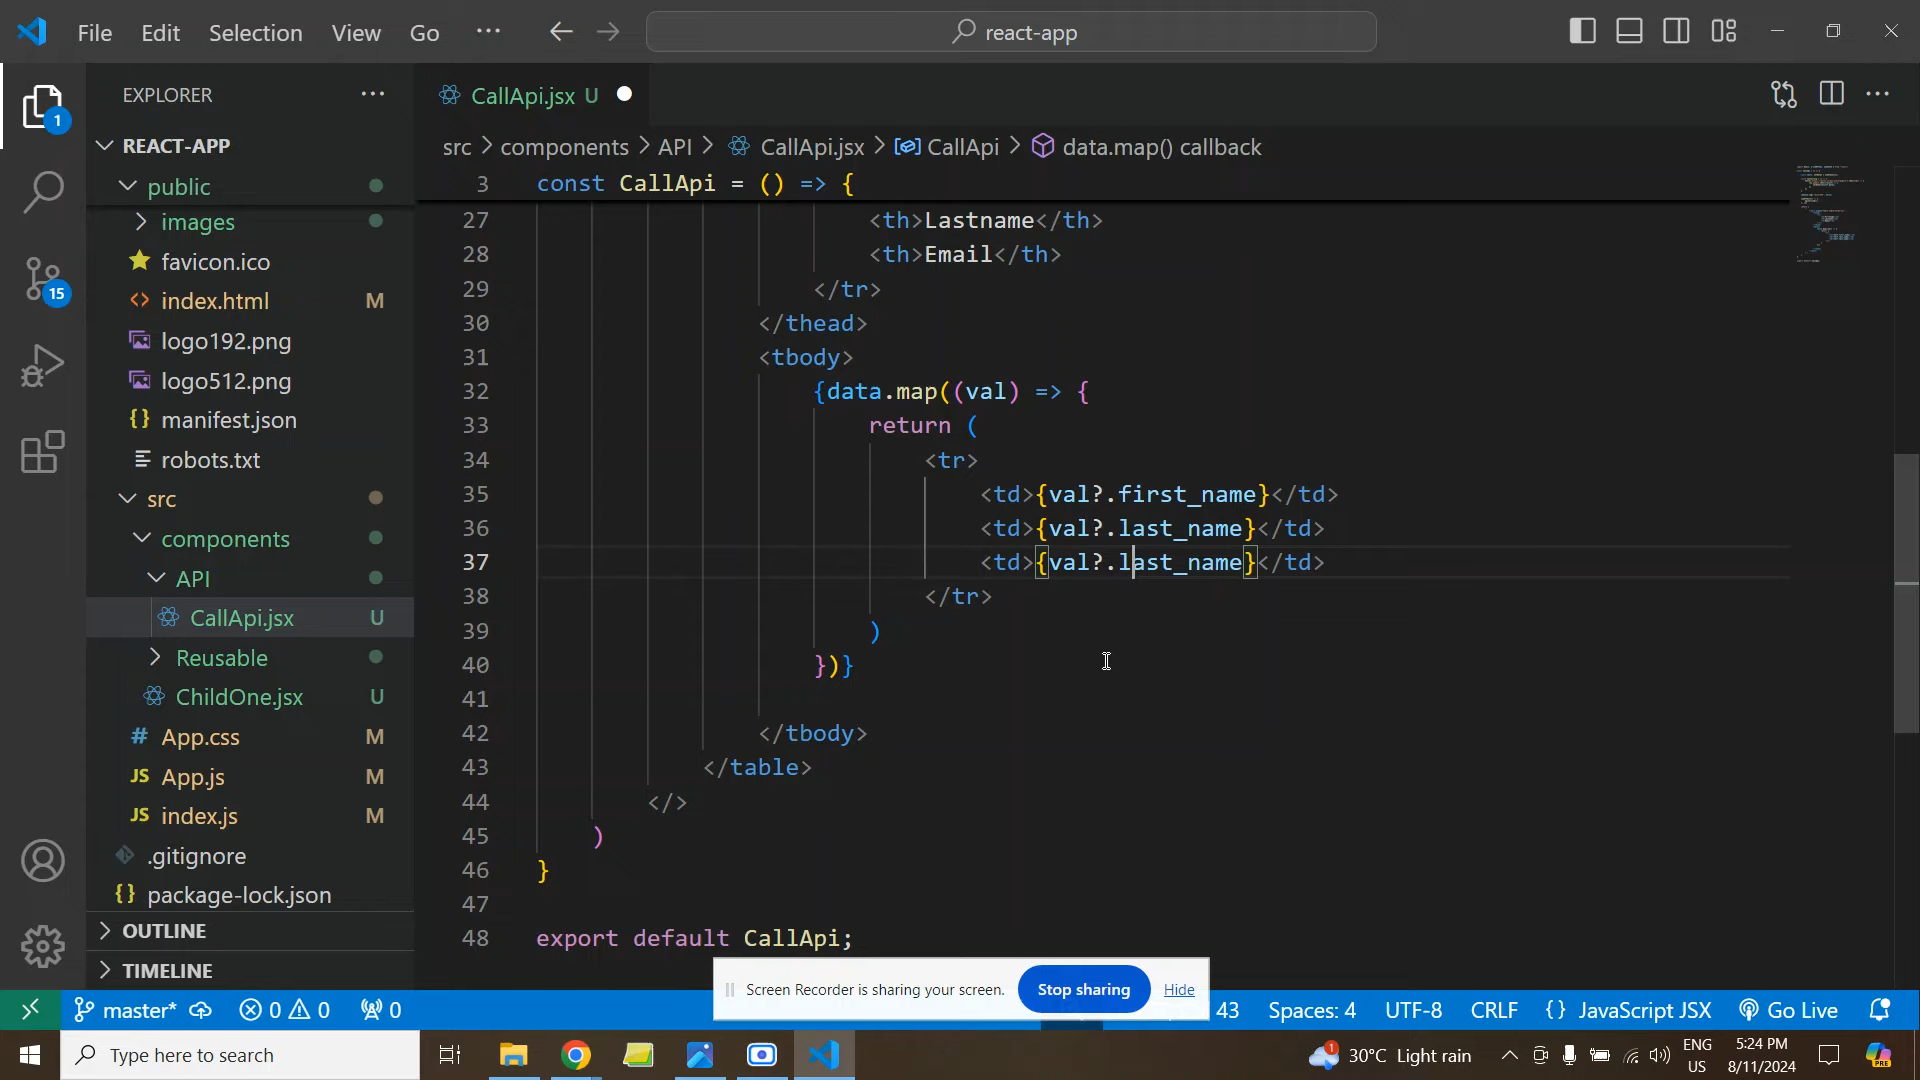 File Edit Selection View Go ··· react-app
EXPLORER ···
CallApi.jsx U
1
REACT-APP
src > components > API > CallApi.jsx > CallApi > data.map() callback
public
images
favicon.ico
index.html M
logo192.png
logo512.png
manifest.json
robots.txt
src
components
API
CallApi.jsx U
Reusable
ChildOne.jsx U
App.css M
App.js M
index.js M
.gitignore
package-lock.json
OUTLINE
TIMELINE
15
3 const CallApi = () => {
27 <th>Lastname</th>
28 <th>Email</th>
29 </tr>
30 </thead>
31 <tbody>
32 {data.map((val) => {
33 return (
34 <tr>
35 <td>{val?.first_name}</td>
36 <td>{val?.last_name}</td>
37 <td>{val?.last_name}</td>
38 </tr>
39 )
40 })}
41
42 </tbody>
43 </table>
44 </>
45 )
46 }
47
48 export default CallApi;
Screen Recorder is sharing your screen. Stop sharing Hide
master* 0 0 0 43 Spaces: 4 UTF-8 CRLF {} JavaScript JSX Go Live
Type here to search 1 30°C Light rain ENG US 5:24 PM 8/11/2024 PRE